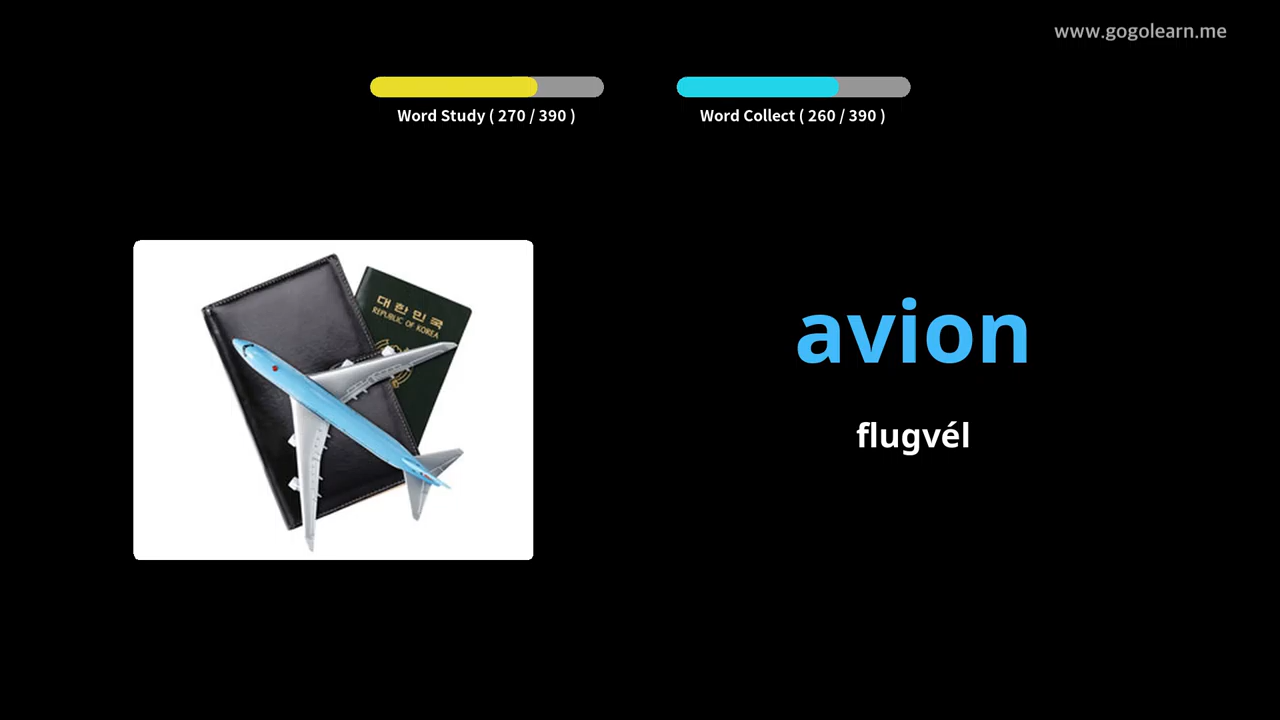 www.gogolearn.me
Word Study ( 270 / 390 )
Word Collect ( 260 / 390 )
대한민국
REPUBLIC OF KOREA
avion
flugvél